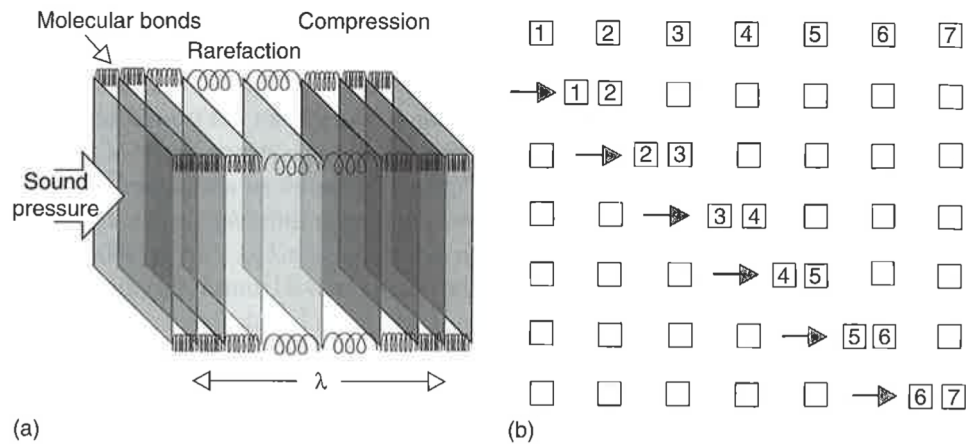 Molecular bonds
Compression
Rarefaction
Sound
pressure
λ
(a)
1 2 3 4 5 6 7
1 2
2 3
3 4
4 5
5 6
6 7
(b)